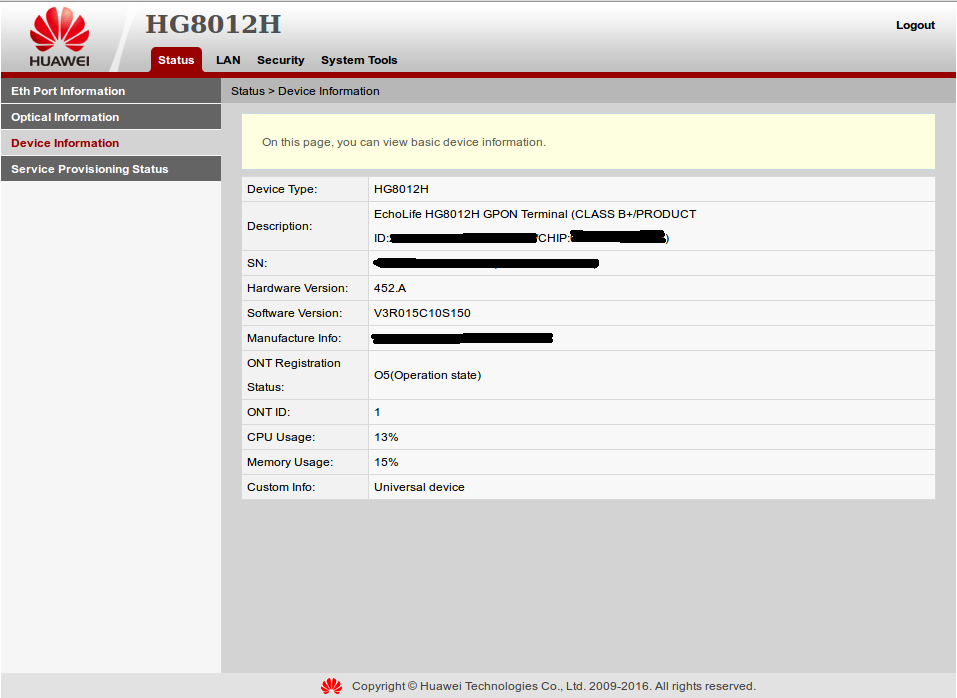 HG8012H
Logout
HUAWEI
Status LAN Security System Tools
Eth Port Information
Optical Information
Device Information
Service Provisioning Status
Status > Device Information
On this page, you can view basic device information.
Device Type: HG8012H
Description: EchoLife HG8012H GPON Terminal (CLASS B+/PRODUCT
ID: /CHIP: )
SN:
Hardware Version: 452.A
Software Version: V3R015C10S150
Manufacture Info:
ONT Registration
Status: O5(Operation state)
ONT ID: 1
CPU Usage: 13%
Memory Usage: 15%
Custom Info: Universal device
Copyright © Huawei Technologies Co., Ltd. 2009-2016. All rights reserved.